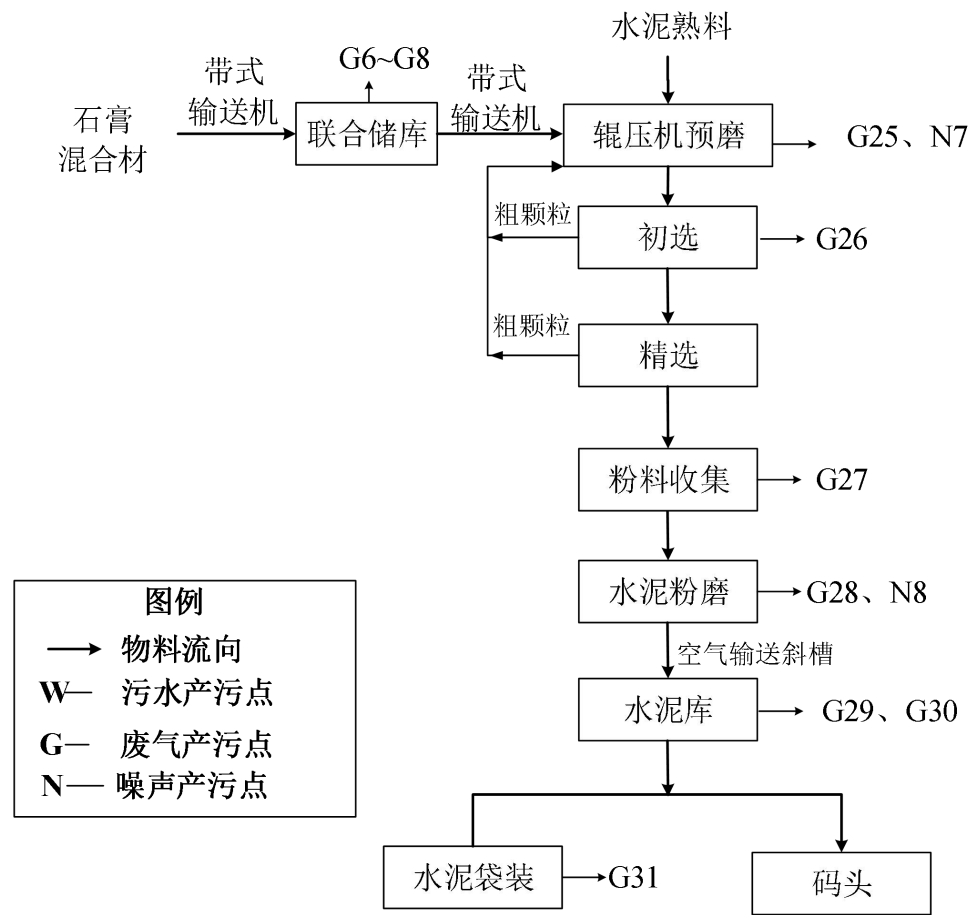 水泥熟料
G6~G8
带式
输送机
带式
输送机
石膏
混合材
联合储库
辊压机预磨
G25、N7
粗颗粒
初选
G26
粗颗粒
精选
粉料收集
G27
水泥粉磨
G28、N8
空气输送斜槽
水泥库
G29、G30
水泥袋装
G31
码头
图例
物料流向
W— 污水产污点
G— 废气产污点
N— 噪声产污点